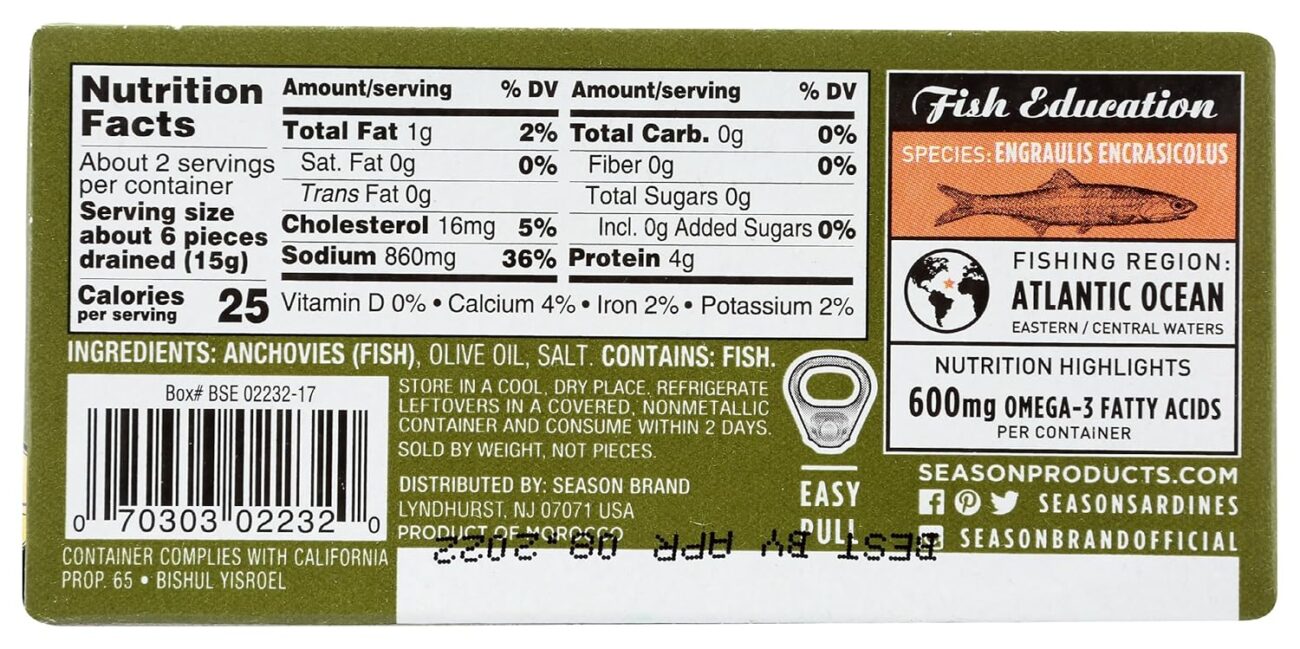 Nutrition
Facts
About 2 servings
per container
Serving size
about 6 pieces
drained (15g)
Calories
per serving
25
Amount/serving % DV
Total Fat 1g 2%
Sat. Fat 0g 0%
Trans Fat 0g
Cholesterol 16mg 5%
Sodium 860mg 36%
Amount/serving % DV
Total Carb. 0g 0%
Fiber 0g 0%
Total Sugars 0g
Incl. 0g Added Sugars 0%
Protein 4g
Vitamin D 0% • Calcium 4% • Iron 2% • Potassium 2%
INGREDIENTS: ANCHOVIES (FISH), OLIVE OIL, SALT. CONTAINS: FISH.
Box# BSE 02232-17
0 70303 02232 0
CONTAINER COMPLIES WITH CALIFORNIA
PROP. 65 • BISHUL YISROEL
STORE IN A COOL, DRY PLACE. REFRIGERATE
LEFTOVERS IN A COVERED, NONMETALLIC
CONTAINER AND CONSUME WITHIN 2 DAYS.
SOLD BY WEIGHT, NOT PIECES.
DISTRIBUTED BY: SEASON BRAND
LYNDHURST, NJ 07071 USA
PRODUCT OF MOROCCO
EASY
PULL
BEST BY APR 08 2022
Fish Education
SPECIES: ENGRAULIS ENCRASICOLUS
FISHING REGION:
ATLANTIC OCEAN
EASTERN / CENTRAL WATERS
NUTRITION HIGHLIGHTS
600mg OMEGA-3 FATTY ACIDS
PER CONTAINER
SEASONPRODUCTS.COM
SEASONSARDINES
SEASONBRANDOFFICIAL